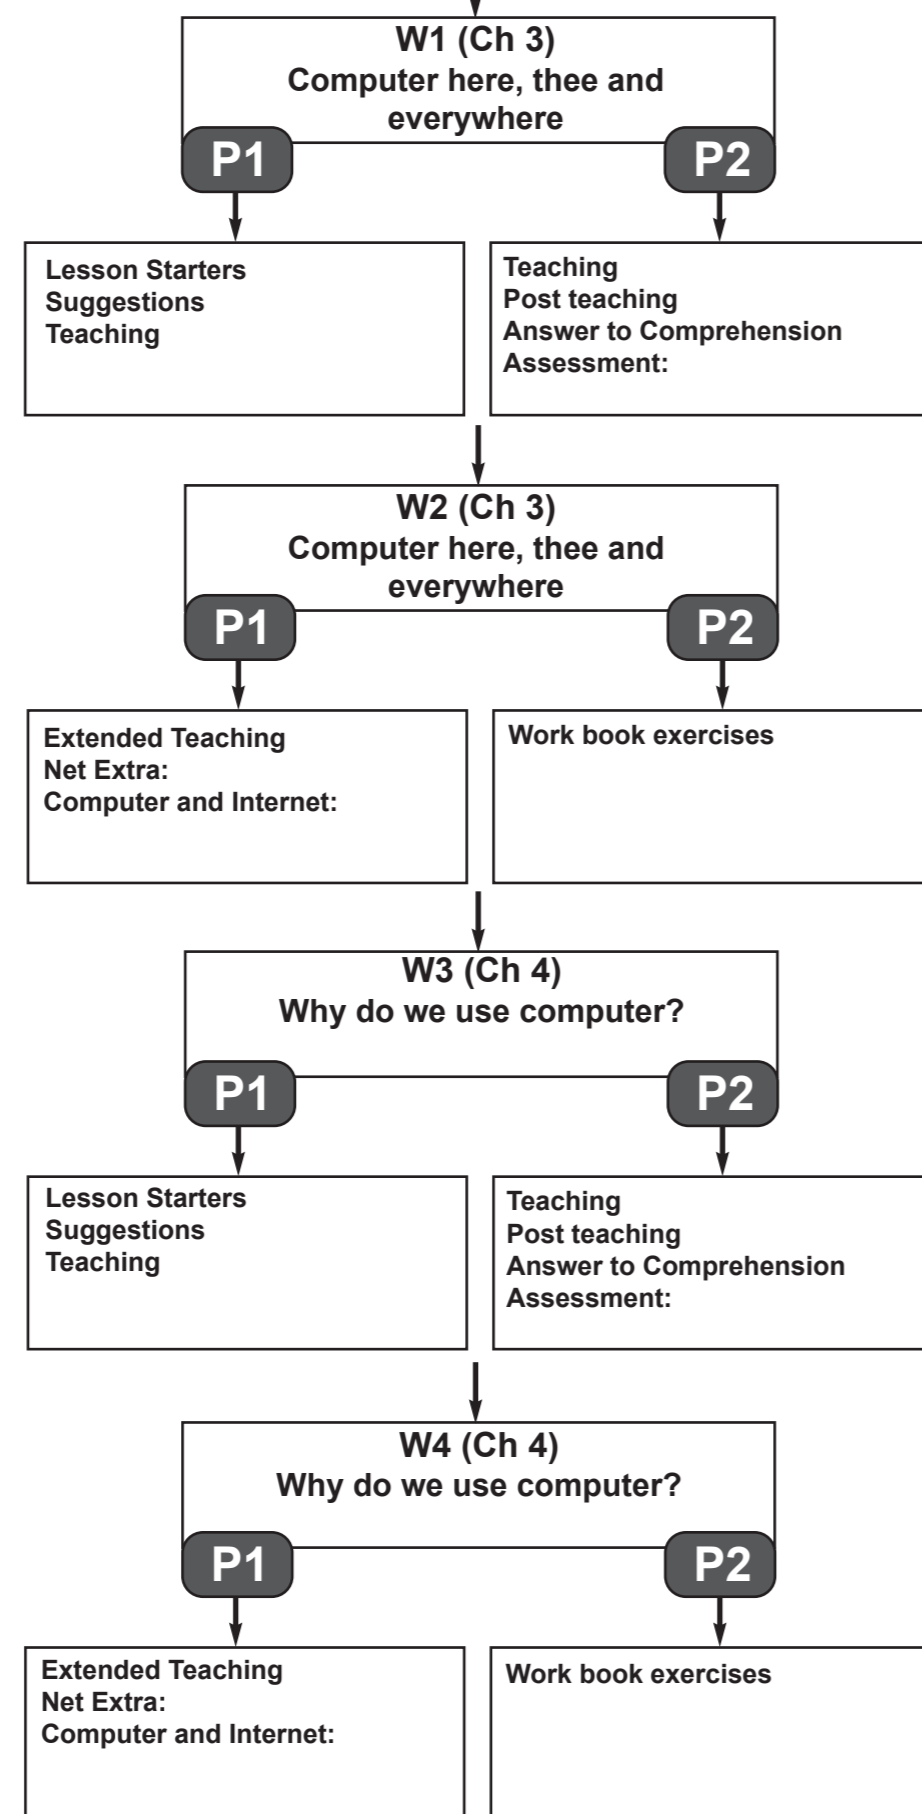 W1 (Ch 3)
Computer here, thee and
everywhere
P1
P2
Lesson Starters
Suggestions
Teaching
Teaching
Post teaching
Answer to Comprehension
Assessment:
W2 (Ch 3)
Computer here, thee and
everywhere
P1
P2
Extended Teaching
Net Extra:
Computer and Internet:
Work book exercises
W3 (Ch 4)
Why do we use computer?
P1
P2
Lesson Starters
Suggestions
Teaching
Teaching
Post teaching
Answer to Comprehension
Assessment:
W4 (Ch 4)
Why do we use computer?
P1
P2
Extended Teaching
Net Extra:
Computer and Internet:
Work book exercises